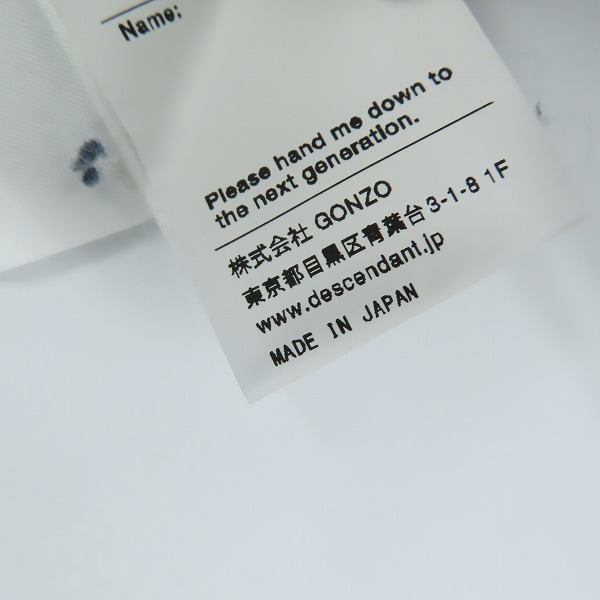 Name:
Please hand me down to
the next generation.
株式会社 GONZO
東京都目黒区青葉台3-1-8 1F
www.descendant.jp
MADE IN JAPAN